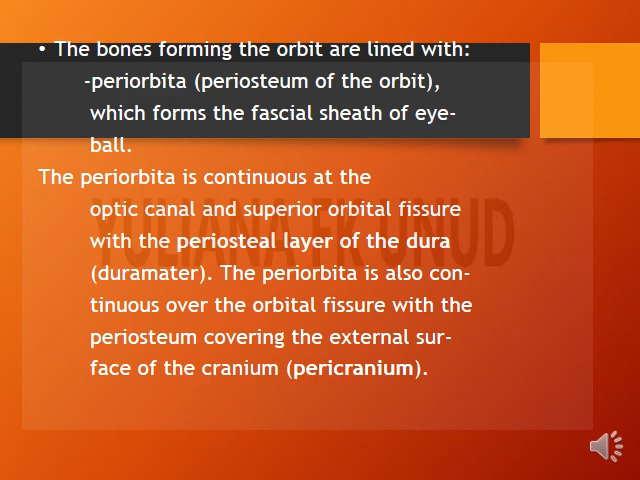 • The bones forming the orbit are lined with:
-periorbita (periosteum of the orbit),
which forms the fascial sheath of eye-
ball.
The periorbita is continuous at the
optic canal and superior orbital fissure
with the periosteal layer of the dura
(duramater). The periorbita is also con-
tinuous over the orbital fissure with the
periosteum covering the external sur-
face of the cranium (pericranium).
YULIANA FK UNUD